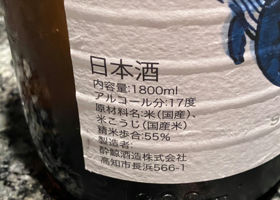 日本酒
内容量:1800ml
アルコール分:17度
原材料名:米(国産)、
米こうじ(国産米)
精米歩合:55%
製造者:
酔鯨酒造株式会社
高知市長浜566-1